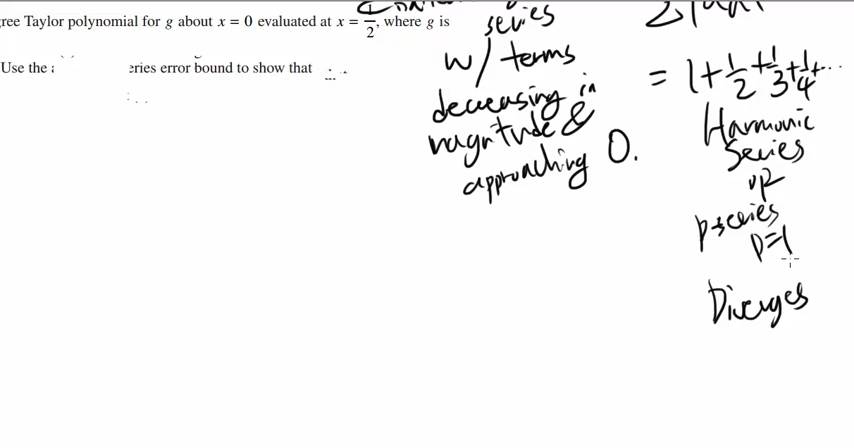 ree Taylor polynomial for g about x = 0 evaluated at x = 1/2, where g is
Use the
eries error bound to show that
series
w/ terms
decreasing in
magnitude &
approaching 0.
= 1 + 1/2 + 1/3 + 1/4 + ...
Harmonic
Series
or
p-series
p=1
Diverges